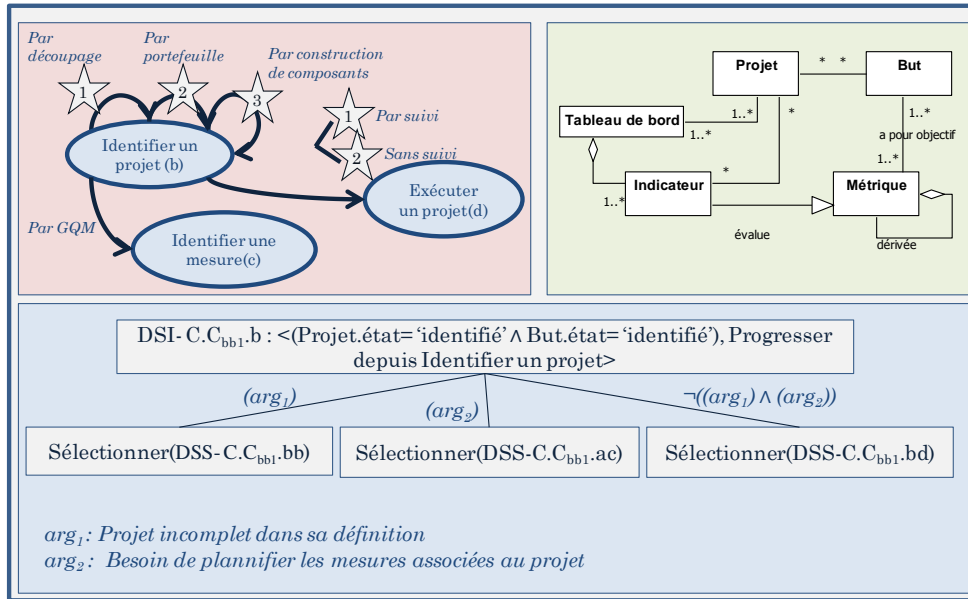 Par
découpage
Par
portefeuille
Par construction
de composants
1
2
3
1
Par suivi
2
Sans suivi
Identifier un
projet (b)
Exécuter
un projet(d)
Par GQM
Identifier une
mesure(c)
Projet
* *
But
1..*
*
1..*
Tableau de bord
1..*
a pour objectif
1..*
Indicateur
*
Métrique
1..*
évalue
dérivée
DSI- C.Cbb1.b : <(Projet.état= ‘identifié’ ∧ But.état= ‘identifié’), Progresser
depuis Identifier un projet>
(arg1)
(arg2)
¬((arg1) ∧ (arg2))
Sélectionner(DSS-C.Cbb1.bb)
Sélectionner(DSS-C.Cbb1.ac)
Sélectionner(DSS-C.Cbb1.bd)
arg1: Projet incomplet dans sa définition
arg2: Besoin de plannifier les mesures associées au projet